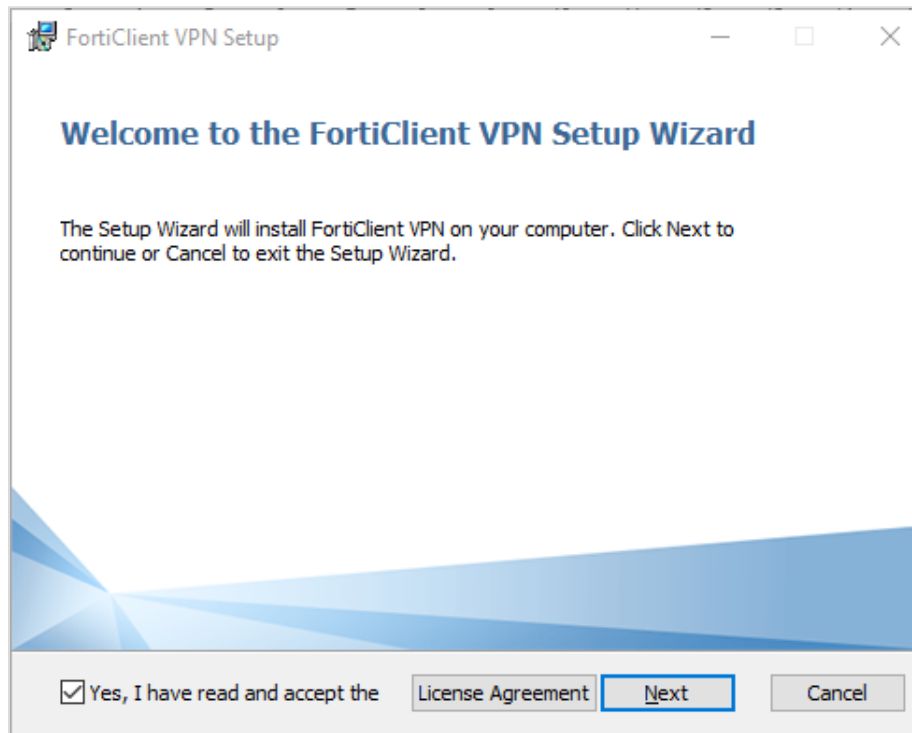 FortiClient VPN Setup
Welcome to the FortiClient VPN Setup Wizard
The Setup Wizard will install FortiClient VPN on your computer. Click Next to
continue or Cancel to exit the Setup Wizard.
Yes, I have read and accept the License Agreement Next Cancel